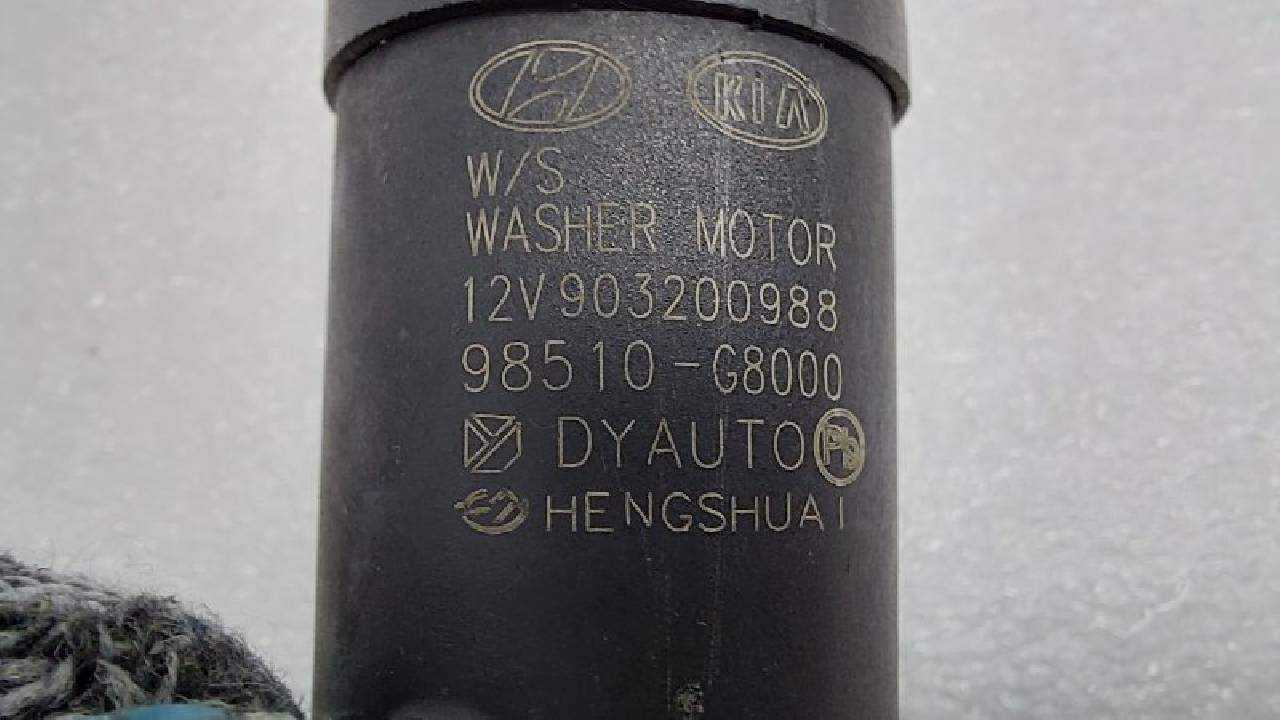 KIA
W/S
WASHER MOTOR
12V 903200988
98510-G8000
DYAUTO Pb
HENGSHUAI